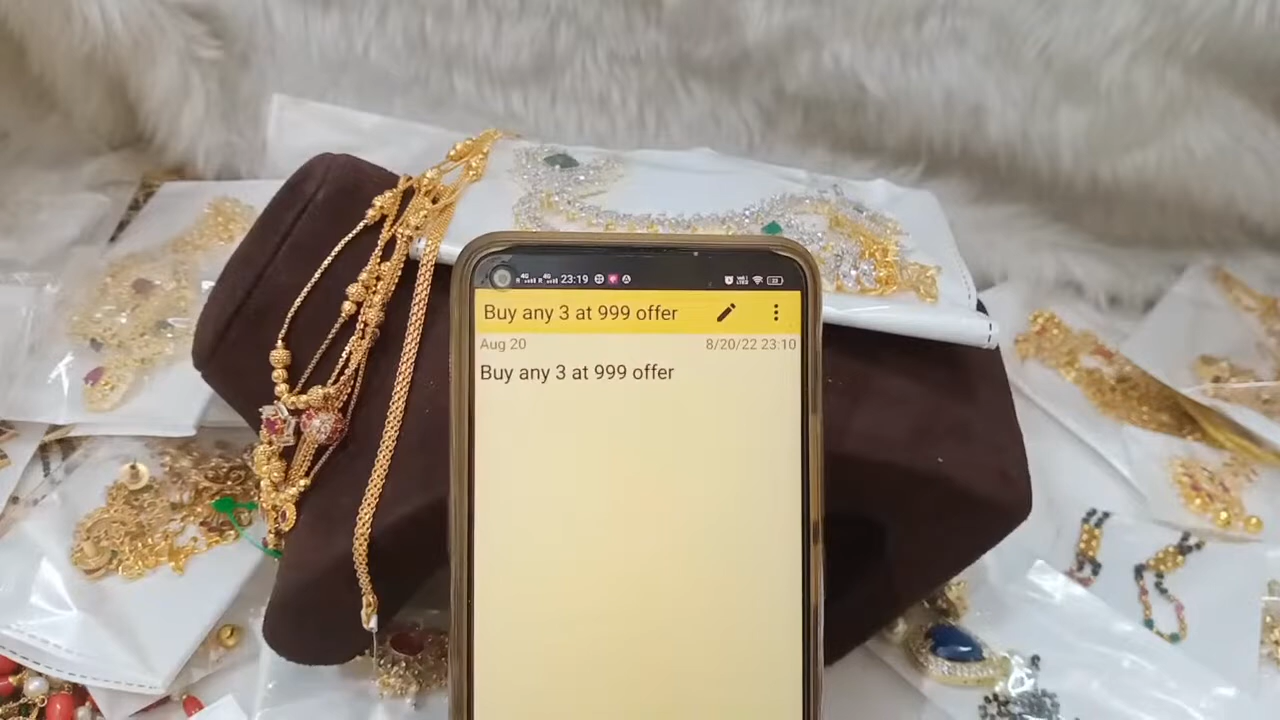 23:19
Buy any 3 at 999 offer
Aug 20 8/20/22 23:10
Buy any 3 at 999 offer